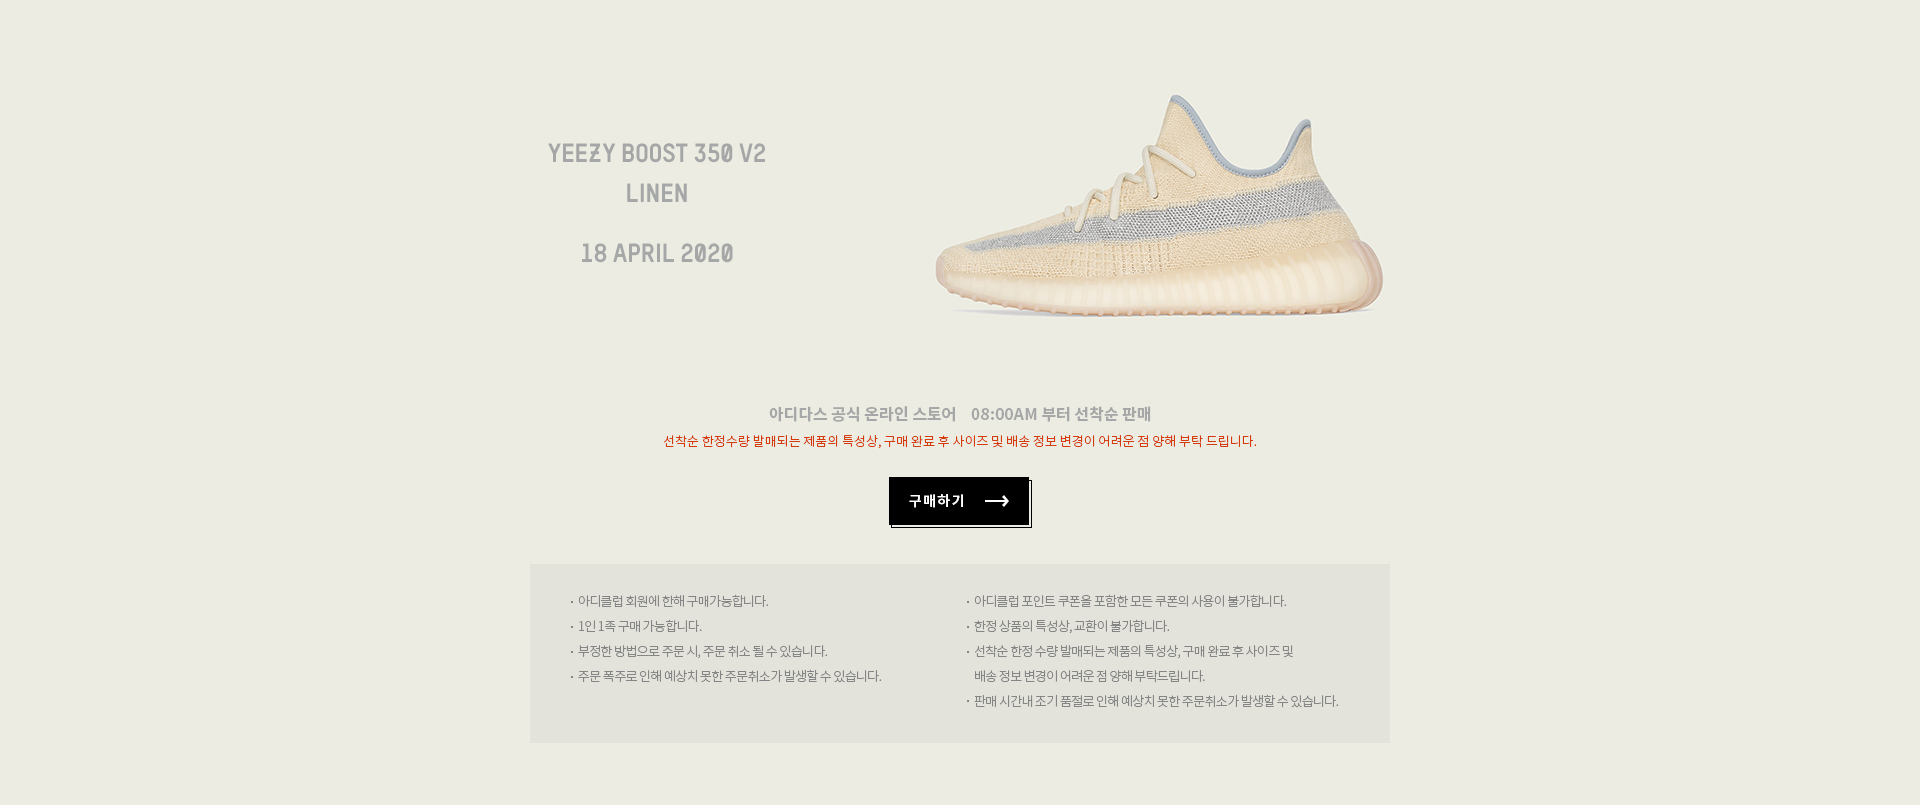 YEEZY BOOST 350 V2
LINEN
18 APRIL 2020
아디다스 공식 온라인 스토어 08:00AM 부터 선착순 판매
선착순 한정수량 발매되는 제품의 특성상, 구매 완료 후 사이즈 및 배송 정보 변경이 어려운 점 양해 부탁 드립니다.
구매하기 →
· 아디클럽 회원에 한해 구매가능합니다.
· 1인 1족 구매 가능합니다.
· 부정한 방법으로 주문 시, 주문 취소 될 수 있습니다.
· 주문 폭주로 인해 예상치 못한 주문취소가 발생할 수 있습니다.
· 아디클럽 포인트 쿠폰을 포함한 모든 쿠폰의 사용이 불가합니다.
· 한정 상품의 특성상, 교환이 불가합니다.
· 선착순 한정 수량 발매되는 제품의 특성상, 구매 완료 후 사이즈 및
배송 정보 변경이 어려운 점 양해 부탁드립니다.
· 판매 시간내 조기 품절로 인해 예상치 못한 주문취소가 발생할 수 있습니다.